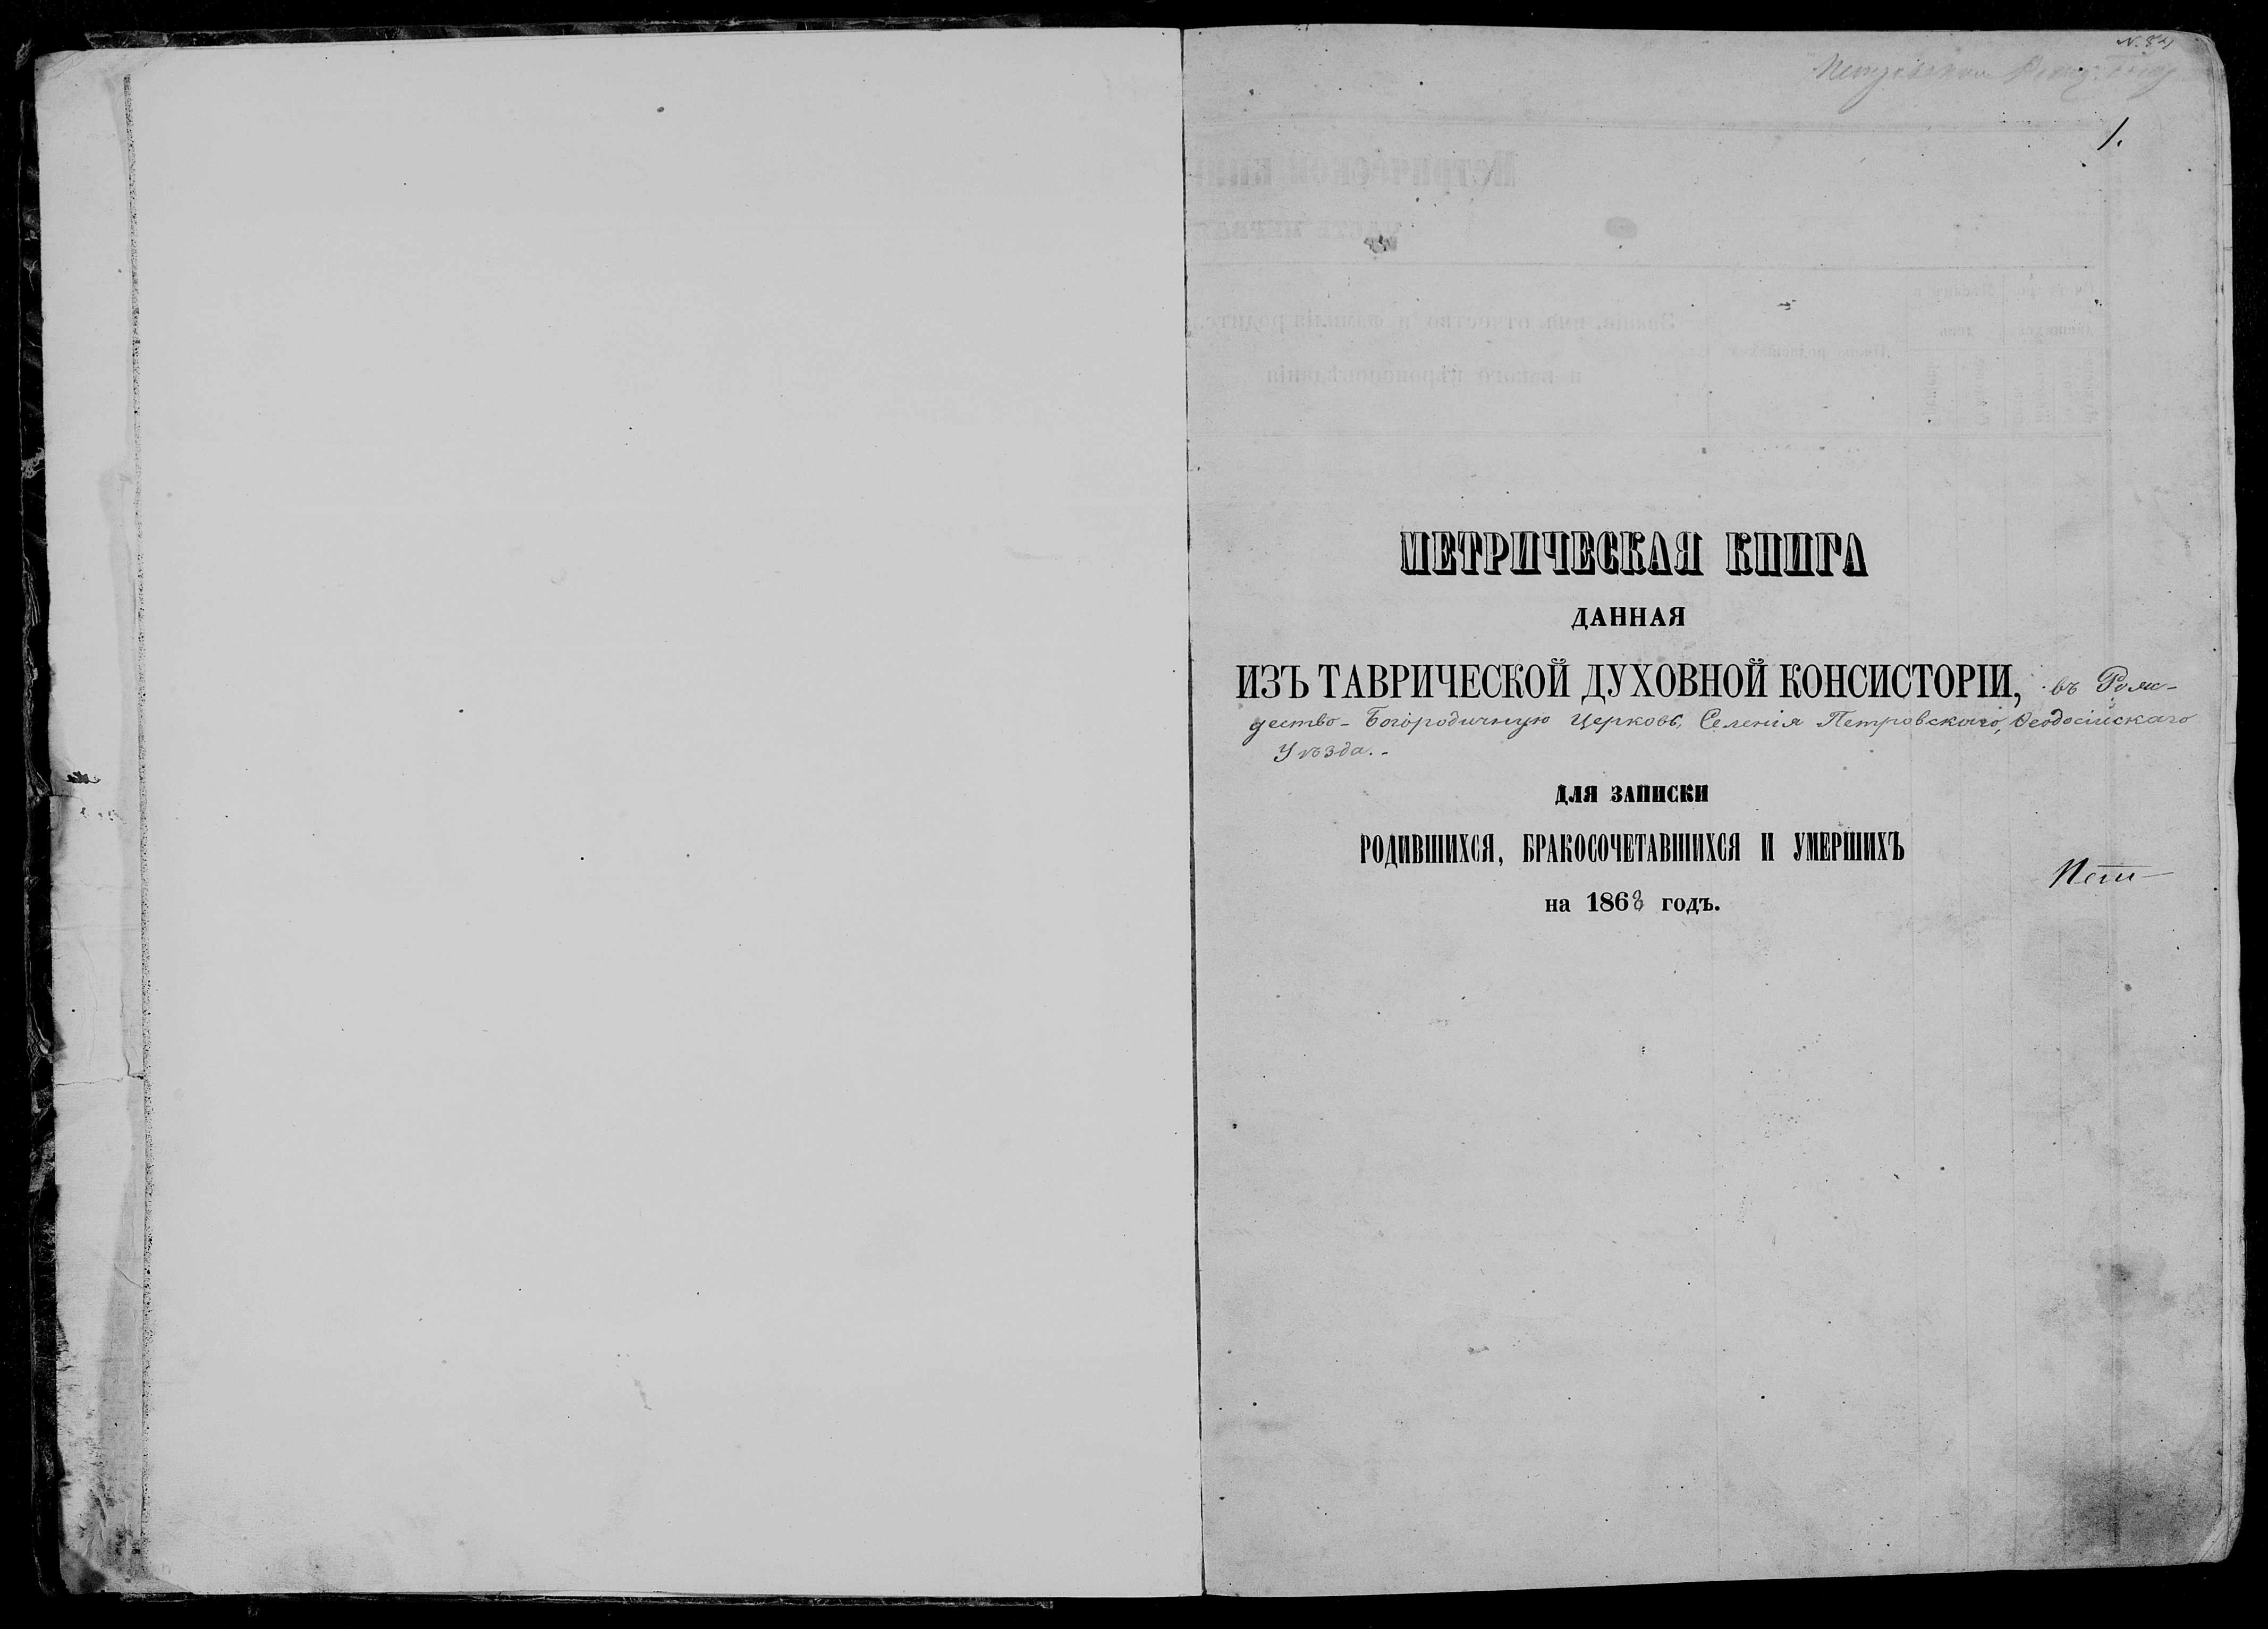 1.
МЕТРИЧЕСКАЯ КНИГА
ДАННАЯ
ИЗЪ ТАВРИЧЕСКОЙ ДУХОВНОЙ КОНСИСТОРІИ, въ Рож-
дество-Богородичную Церковь, Селенія Петровскаго, Ѳеодосійскаго
Уѣзда.-
ДЛЯ ЗАПИСКИ
РОДИВШИХСЯ, БРАКОСОЧЕТАВШИХСЯ И УМЕРШИХЪ
на 1868 годъ.